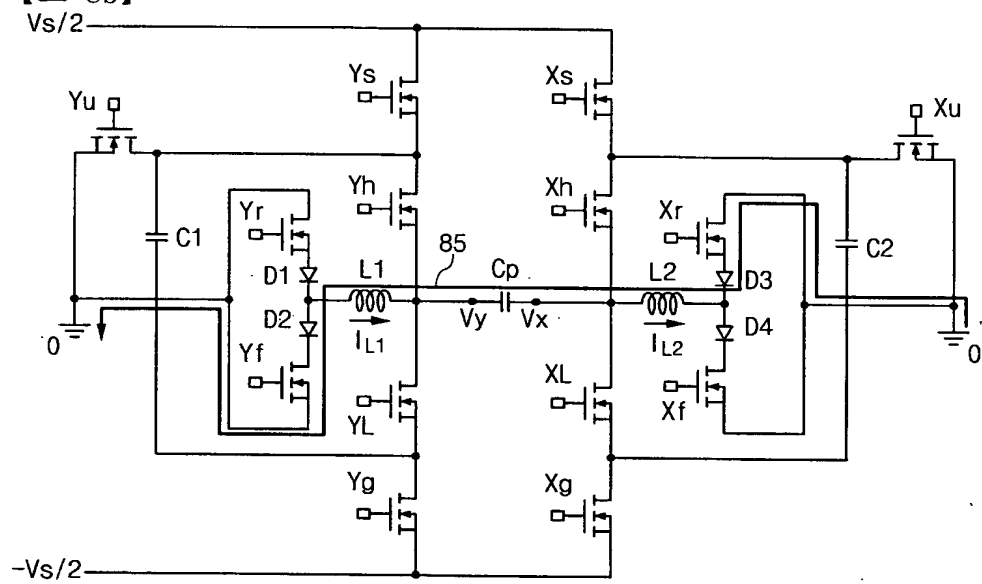 Vs/2
Ys
Xs
Yu
Xu
Yh
Xh
Yr
Xr
C1
85
C2
D1
L1
Cp
L2
D3
D2
Vy
Vx
D4
0
IL1
IL2
0
Yf
YL
XL
Xf
Yg
Xg
-Vs/2